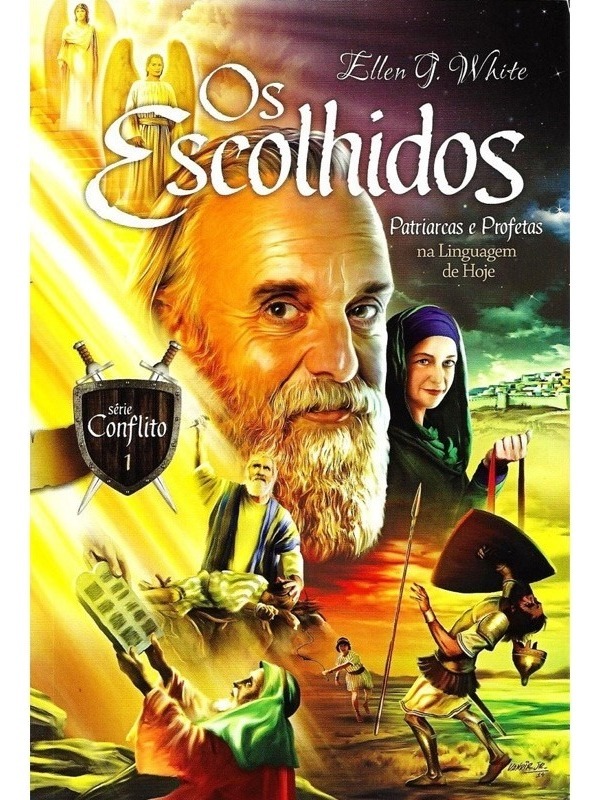 Ellen G. White
Os
Escolhidos
Patriarcas e Profetas
na Linguagem
de Hoje
série
Conflito
1